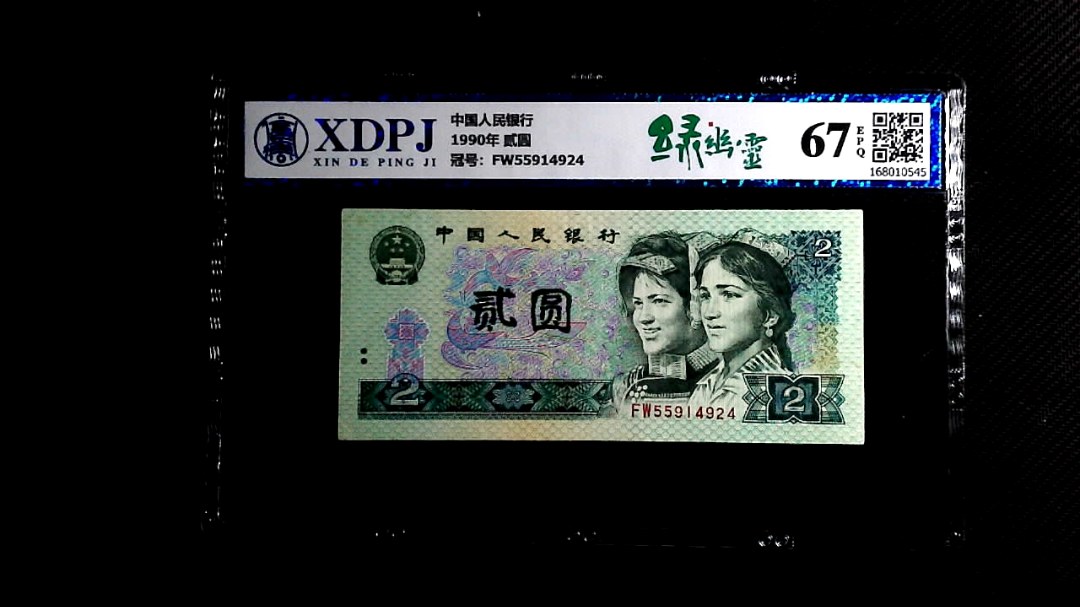 XDPJ
XIN DE PING JI
中国人民银行
1990年 贰圆
冠号：FW55914924
绿幽灵
67
EPQ
168010545
中国人民银行
2
贰圆
2
FW55914924
2